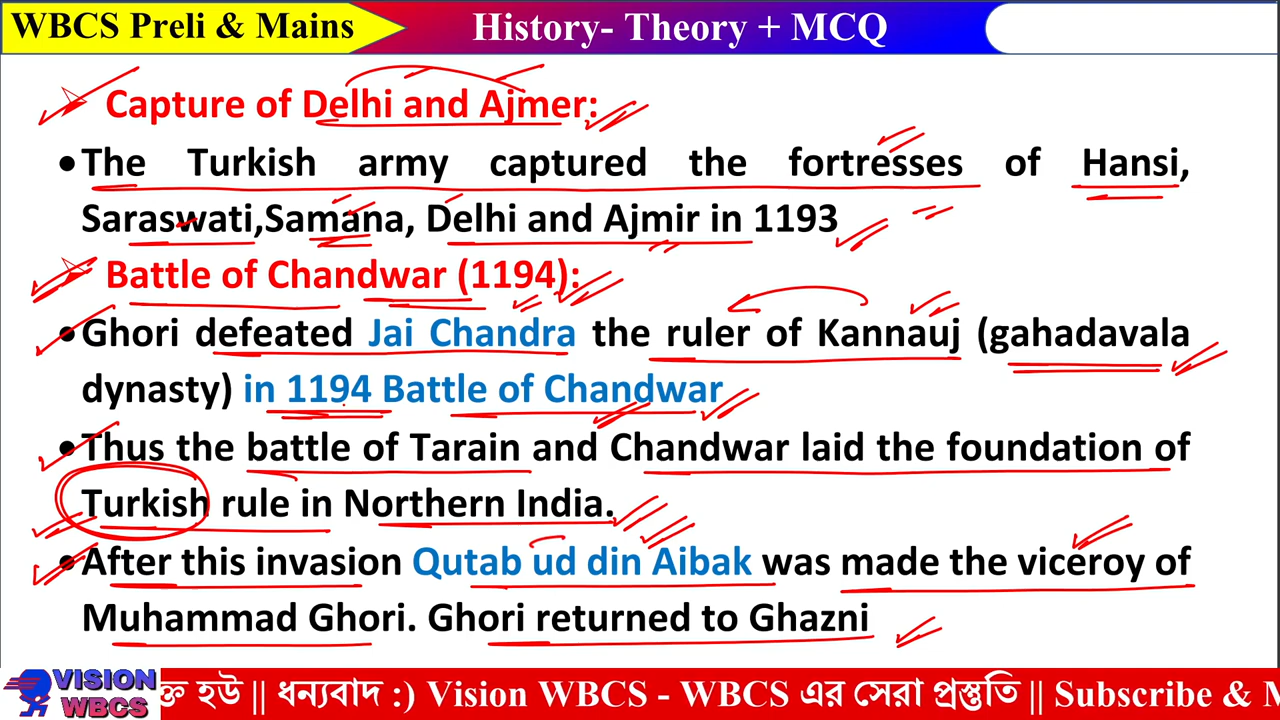 WBCS Preli & Mains
History- Theory + MCQ
Capture of Delhi and Ajmer:
•The Turkish army captured the fortresses of Hansi,
Saraswati,Samana, Delhi and Ajmir in 1193
Battle of Chandwar (1194):
•Ghori defeated Jai Chandra the ruler of Kannauj (gahadavala
dynasty) in 1194 Battle of Chandwar
•Thus the battle of Tarain and Chandwar laid the foundation of
Turkish rule in Northern India.
•After this invasion Qutab ud din Aibak was made the viceroy of
Muhammad Ghori. Ghori returned to Ghazni
VISION
WBCS
হউ || ধন্যবাদ :) Vision WBCS - WBCS এর সেরা প্রস্তুতি || Subscribe &